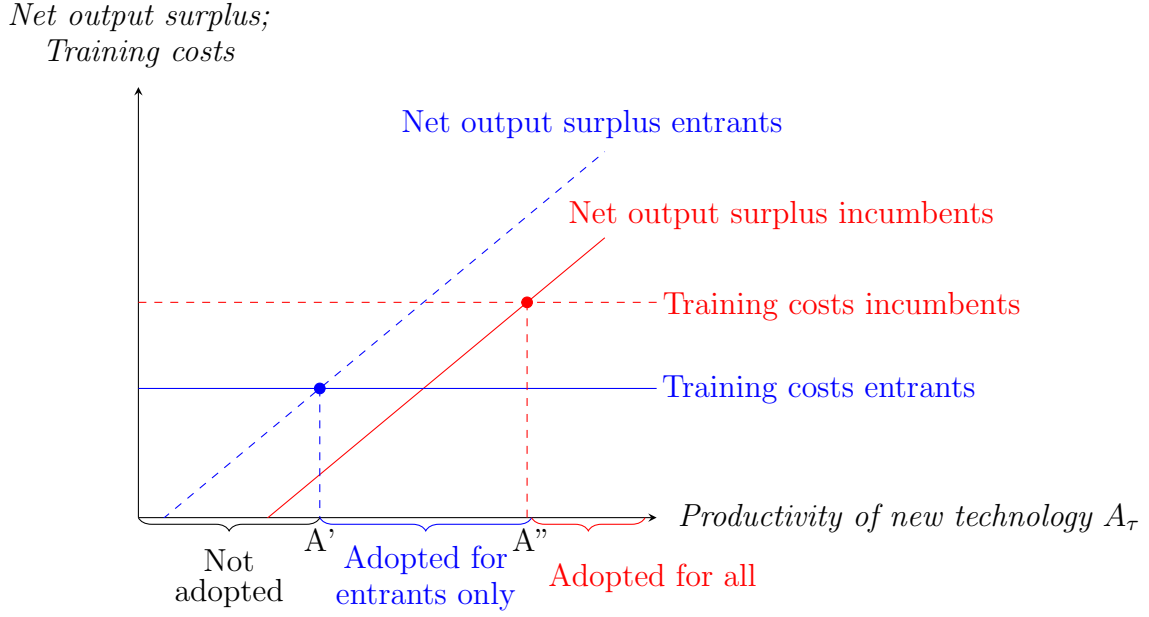 Net output surplus;
Training costs
Net output surplus entrants
Net output surplus incumbents
Training costs incumbents
Training costs entrants
Productivity of new technology Aτ
A'
A''
Not
adopted
Adopted for
entrants only
Adopted for all